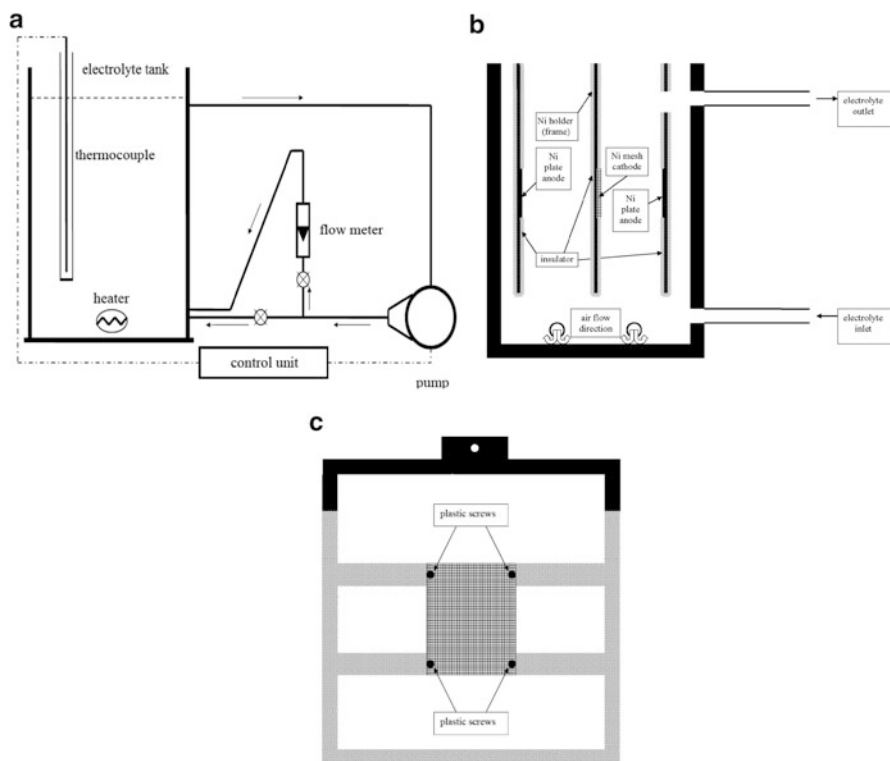 a
electrolyte tank
thermocouple
flow meter
heater
control unit
pump
b
Ni holder
(frame)
Ni
plate
anode
Ni mesh
cathode
Ni
plate
anode
insulator
air flow
direction
electrolyte
outlet
electrolyte
inlet
c
plastic screws
plastic screws